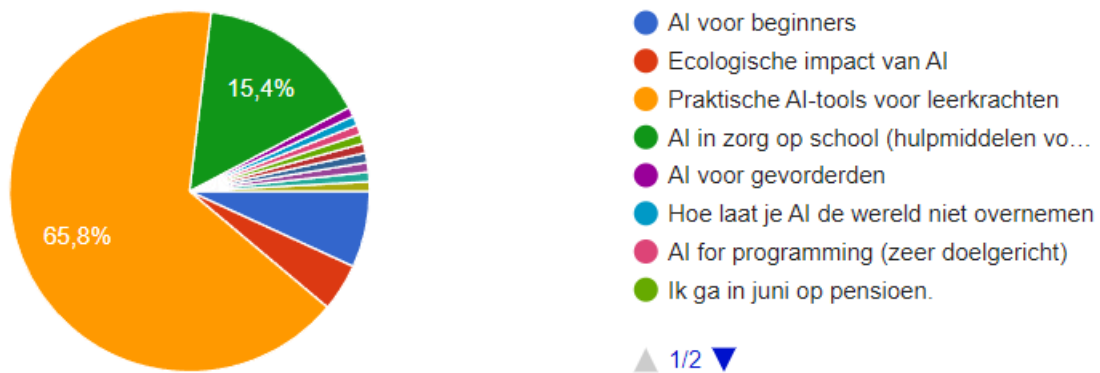 15,4%
65,8%
AI voor beginners
Ecologische impact van AI
Praktische AI-tools voor leerkrachten
AI in zorg op school (hulpmiddelen vo...
AI voor gevorderden
Hoe laat je AI de wereld niet overnemen
AI for programming (zeer doelgericht)
Ik ga in juni op pensioen.
1/2